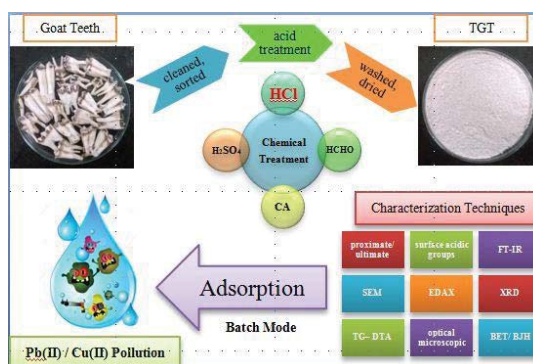 Goat Teeth
cleaned, sorted
acid
treatment
washed,
dried
TGT
HCl
H₂SO₄
Chemical
Treatment
HCHO
CA
Characterization Techniques
proximate/
ultimate
surface acidic
groups
FT-IR
SEM
EDAX
XRD
TG– DTA
optical
microscopic
BET/ BJH
Adsorption
Batch Mode
Pb(II) / Cu(II) Pollution